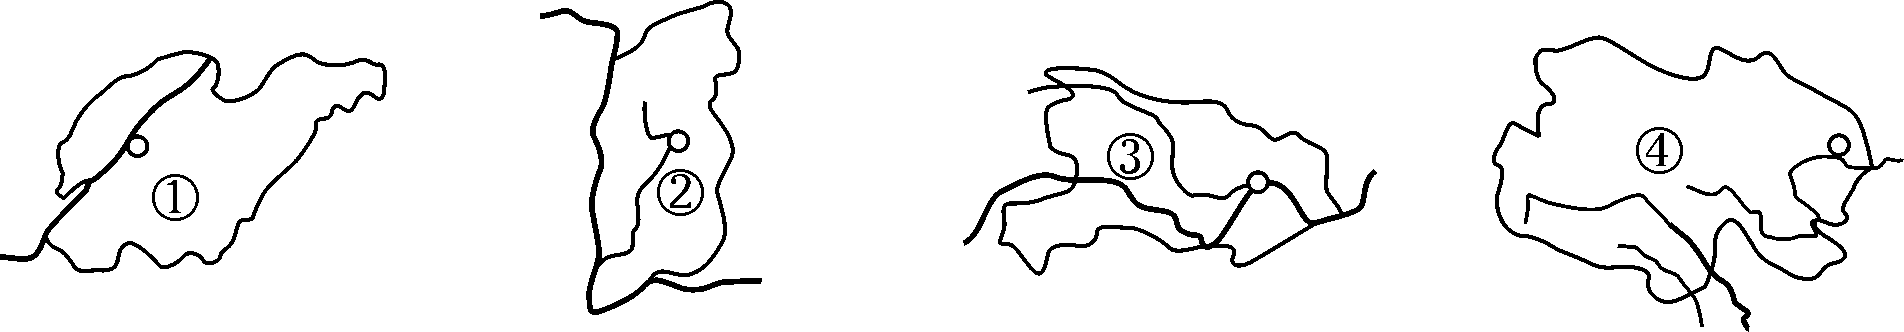 ① ② ③ ④